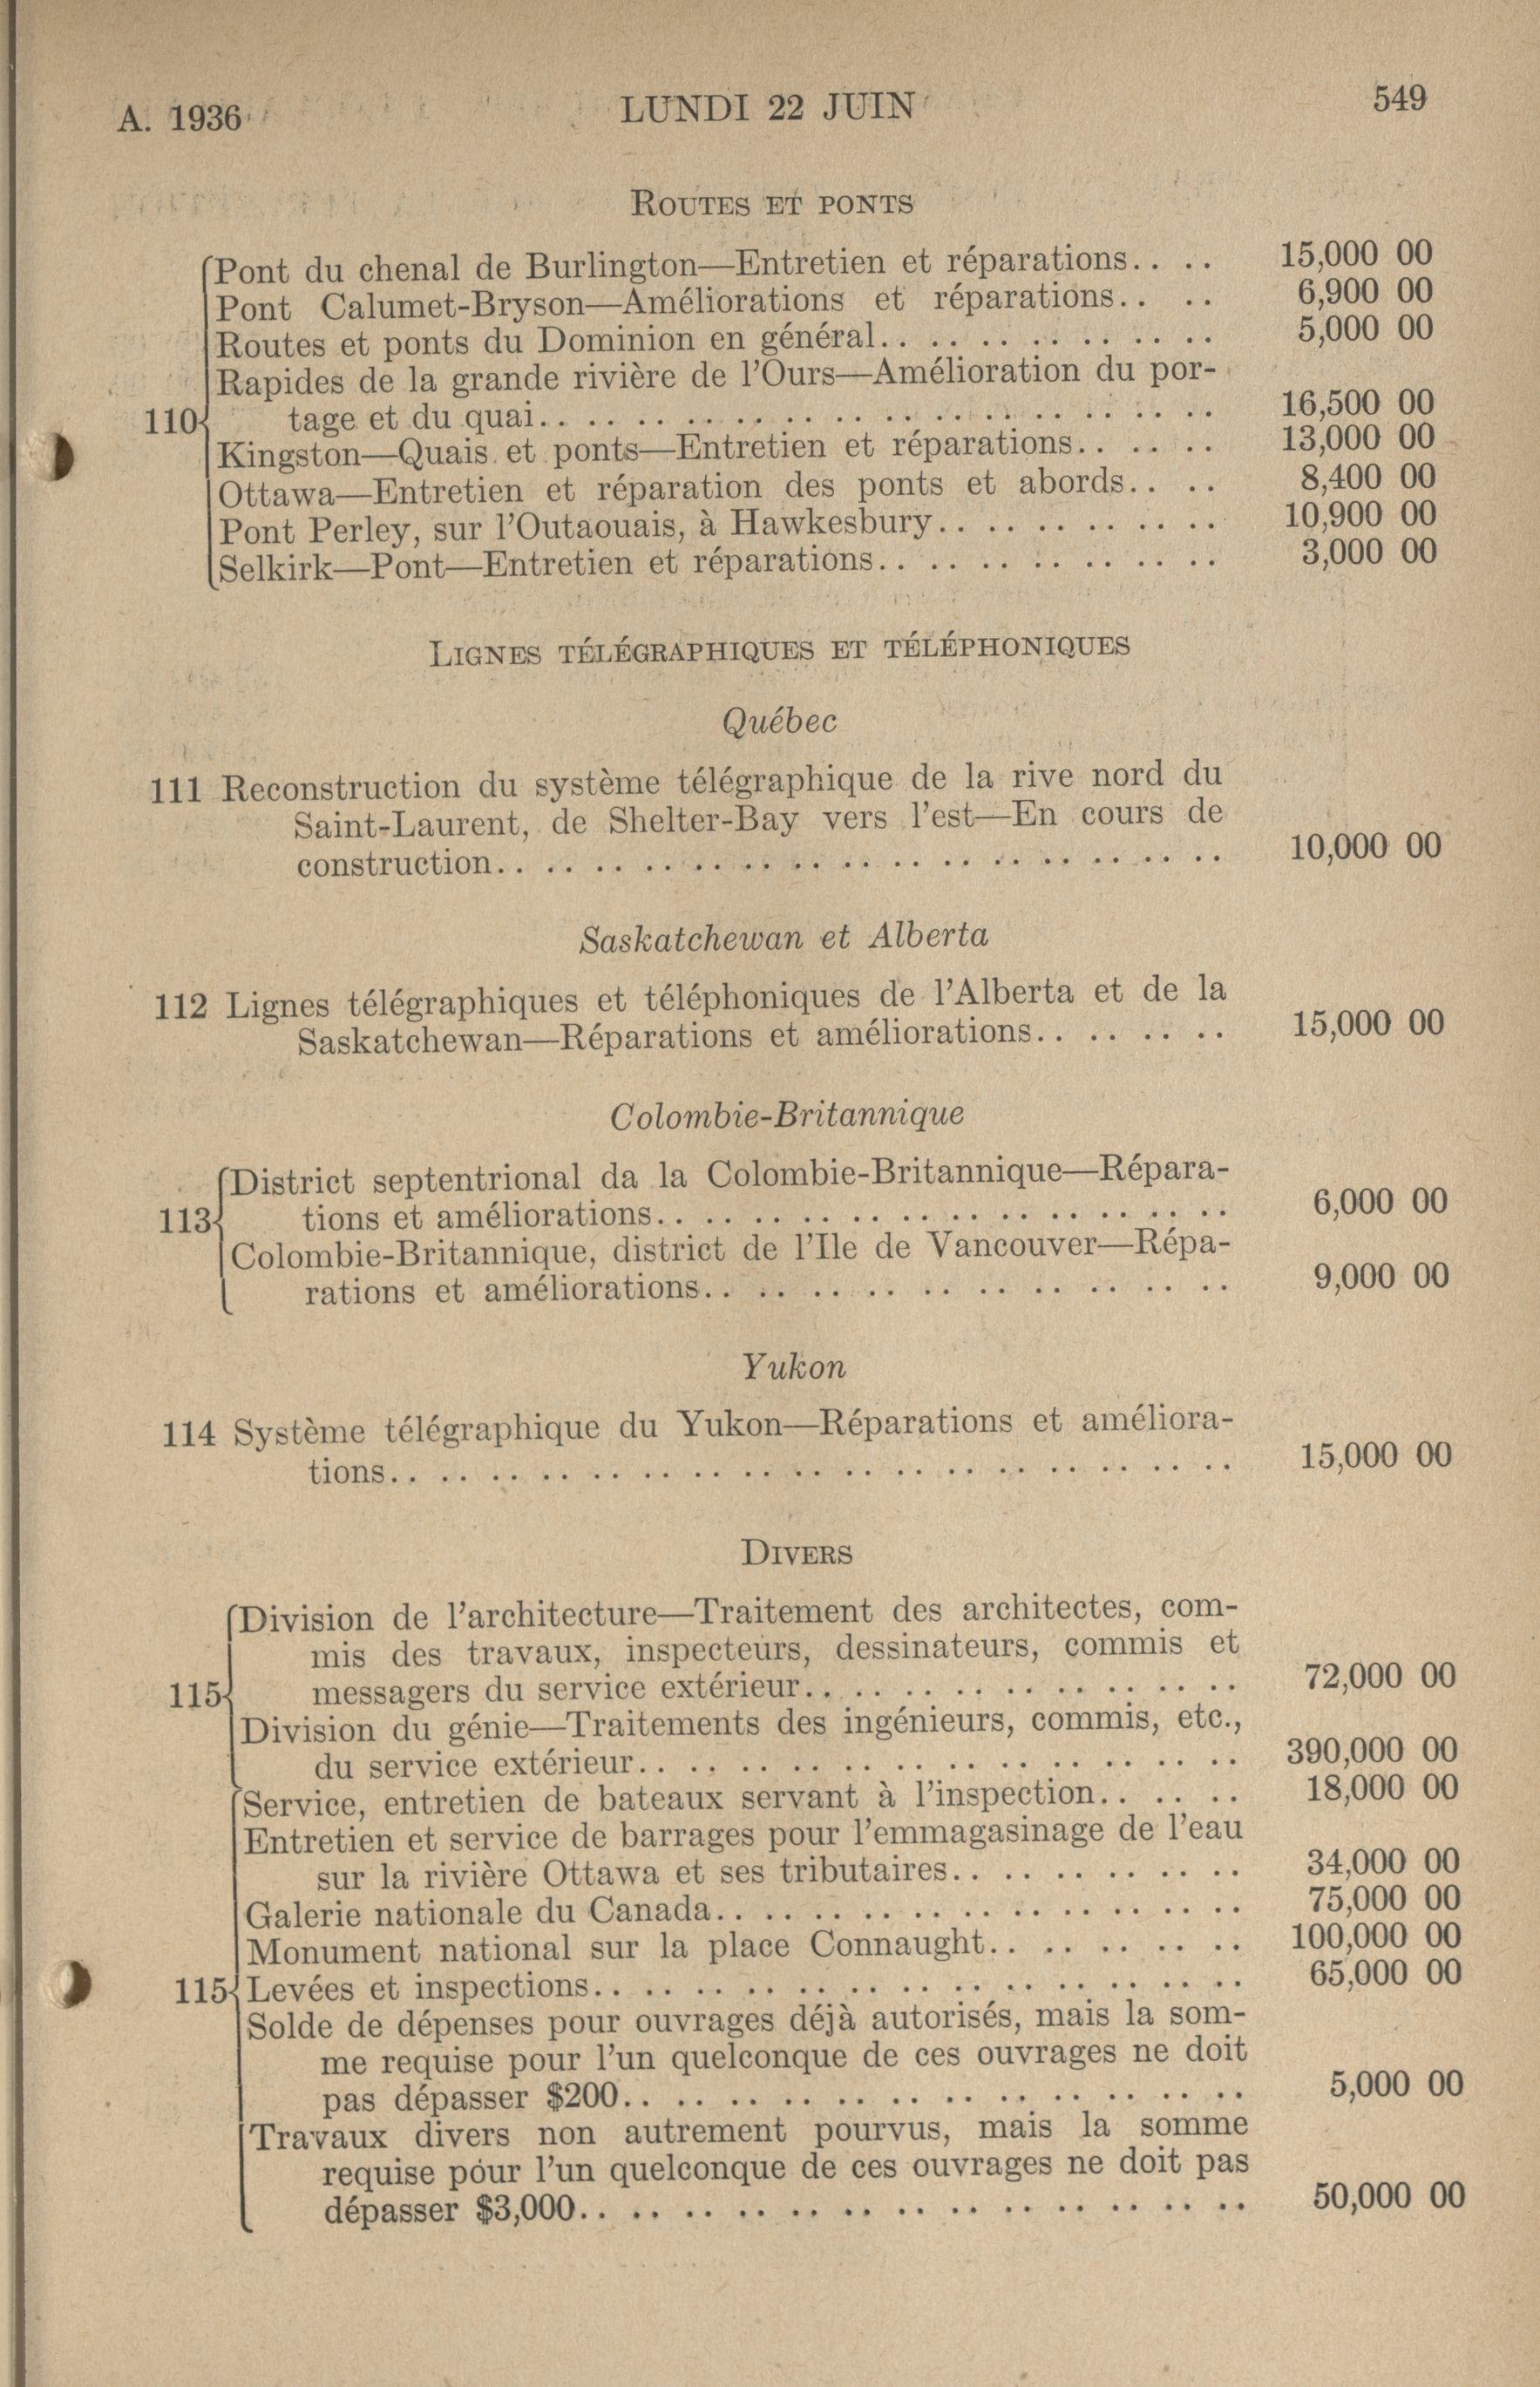 A. 1936 LUNDI 22 JUIN 549
ROUTES ET PONTS
Pont du chenal de Burlington—Entretien et réparations.. .. 15,000 00
Pont Calumet-Bryson—Améliorations et réparations.. .. 6,900 00
Routes et ponts du Dominion en général.. .. .. .. .. .. .. 5,000 00
Rapides de la grande rivière de l'Ours—Amélioration du por-
110 tage et du quai.. .. .. .. .. .. .. .. .. .. .. .. .. .. 16,500 00
Kingston—Quais et ponts—Entretien et réparations.. .. .. 13,000 00
Ottawa—Entretien et réparation des ponts et abords.. .. 8,400 00
Pont Perley, sur l'Outaouais, à Hawkesbury.. .. .. .. .. .. 10,900 00
Selkirk—Pont—Entretien et réparations.. .. .. .. .. .. .. 3,000 00
LIGNES TÉLÉGRAPHIQUES ET TÉLÉPHONIQUES
Québec
111 Reconstruction du système télégraphique de la rive nord du
Saint-Laurent, de Shelter-Bay vers l'est—En cours de
construction.. .. .. .. .. .. .. .. .. .. .. .. .. .. .. 10,000 00
Saskatchewan et Alberta
112 Lignes télégraphiques et téléphoniques de l'Alberta et de la
Saskatchewan—Réparations et améliorations.. .. .. .. 15,000 00
Colombie-Britannique
District septentrional da la Colombie-Britannique—Répara-
113 tions et améliorations.. .. .. .. .. .. .. .. .. .. .. .. 6,000 00
Colombie-Britannique, district de l'Ile de Vancouver—Répa-
rations et améliorations.. .. .. .. .. .. .. .. .. .. 9,000 00
Yukon
114 Système télégraphique du Yukon—Réparations et améliora-
tions.. .. .. .. .. .. .. .. .. .. .. .. .. .. .. .. .. 15,000 00
DIVERS
Division de l'architecture—Traitement des architectes, com-
mis des travaux, inspecteurs, dessinateurs, commis et
115 messagers du service extérieur.. .. .. .. .. .. .. .. .. 72,000 00
Division du génie—Traitements des ingénieurs, commis, etc.,
du service extérieur.. .. .. .. .. .. .. .. .. .. .. .. 390,000 00
Service, entretien de bateaux servant à l'inspection.. .. .. 18,000 00
Entretien et service de barrages pour l'emmagasinage de l'eau
sur la rivière Ottawa et ses tributaires.. .. .. .. .. .. 34,000 00
Galerie nationale du Canada.. .. .. .. .. .. .. .. .. .. .. 75,000 00
Monument national sur la place Connaught.. .. .. .. .. 100,000 00
115 Levées et inspections.. .. .. .. .. .. .. .. .. .. .. .. .. 65,000 00
Solde de dépenses pour ouvrages déjà autorisés, mais la som-
me requise pour l'un quelconque de ces ouvrages ne doit
pas dépasser $200.. .. .. .. .. .. .. .. .. .. .. .. 5,000 00
Travaux divers non autrement pourvus, mais la somme
requise pour l'un quelconque de ces ouvrages ne doit pas
dépasser $3,000.. .. .. .. .. .. .. .. .. .. .. .. .. 50,000 00